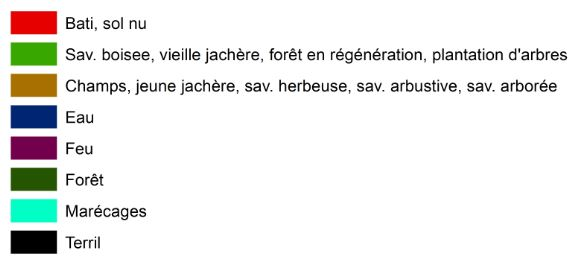 Bati, sol nu
Sav. boisee, vieille jachère, forêt en régénération, plantation d'arbres
Champs, jeune jachère, sav. herbeuse, sav. arbustive, sav. arborée
Eau
Feu
Forêt
Marécages
Terril